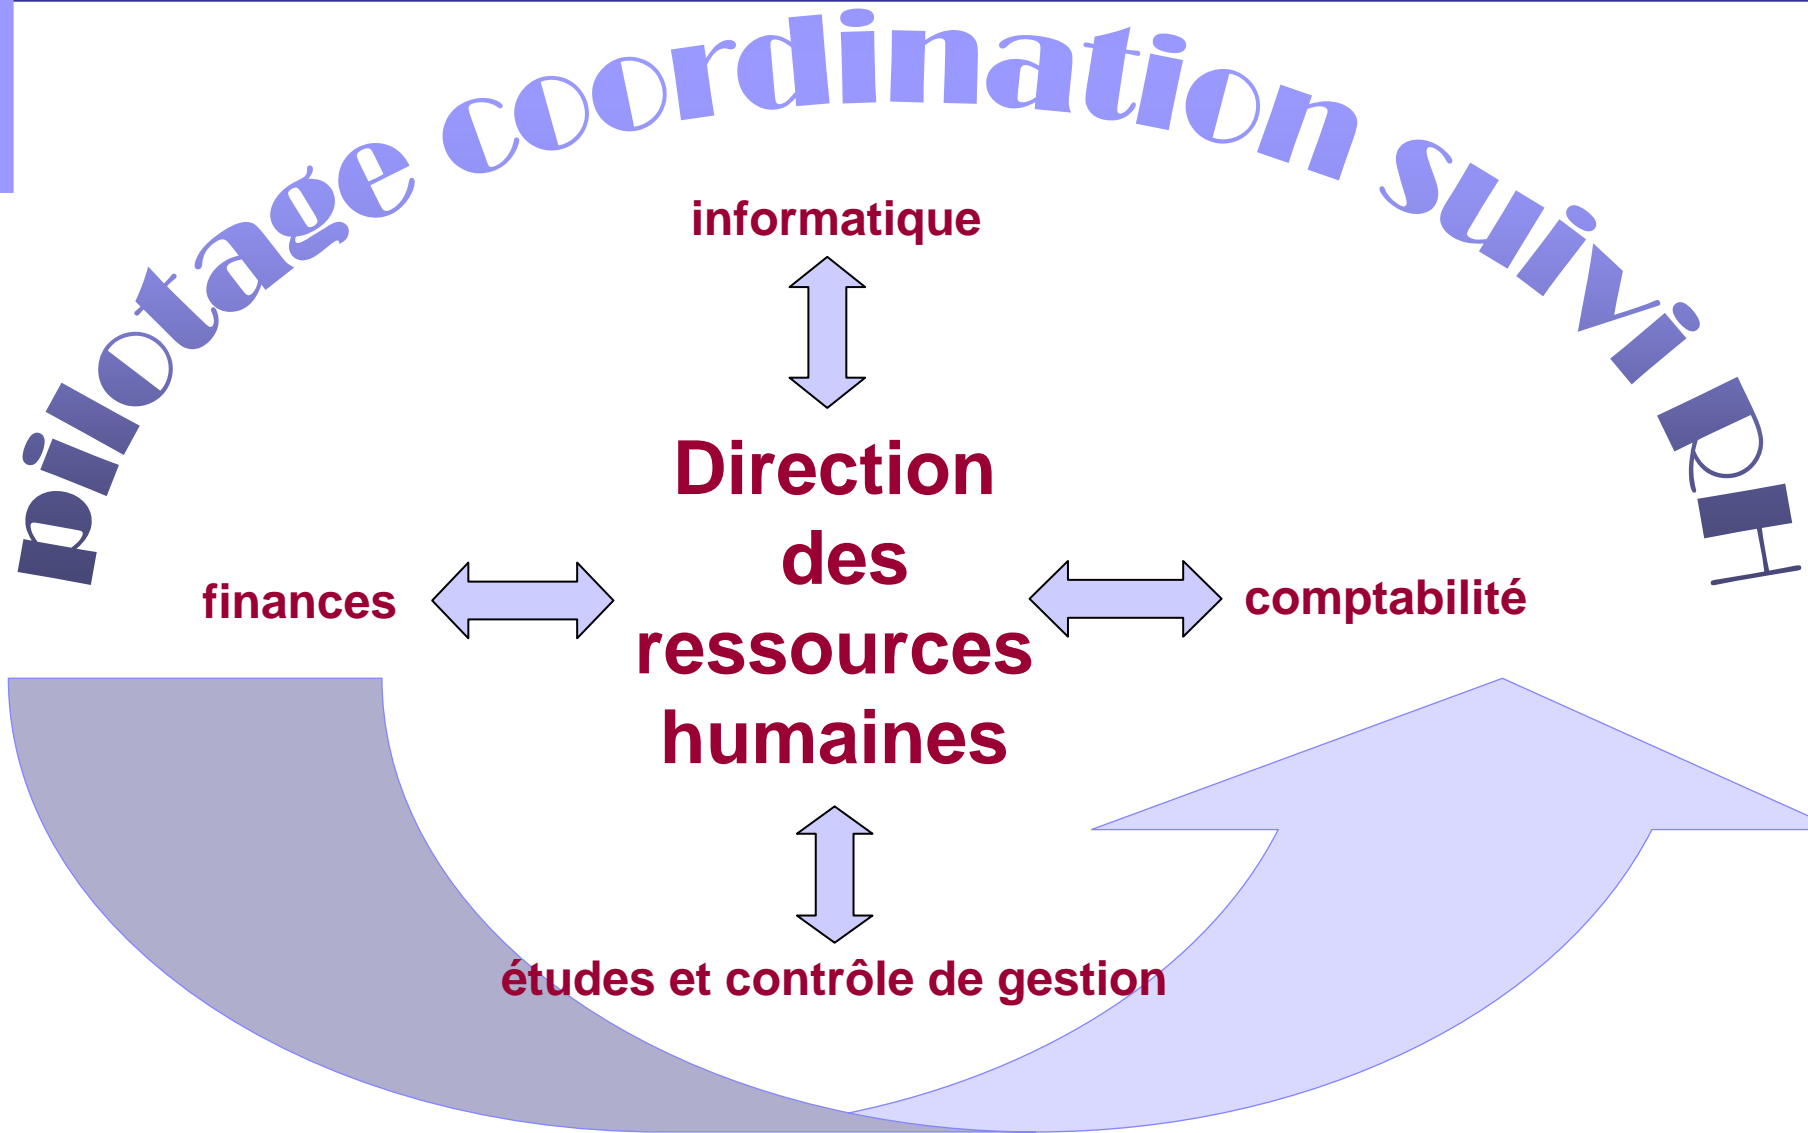 pilotage coordination suivi RH
informatique
Direction
des
ressources
humaines
finances
comptabilité
études et contrôle de gestion